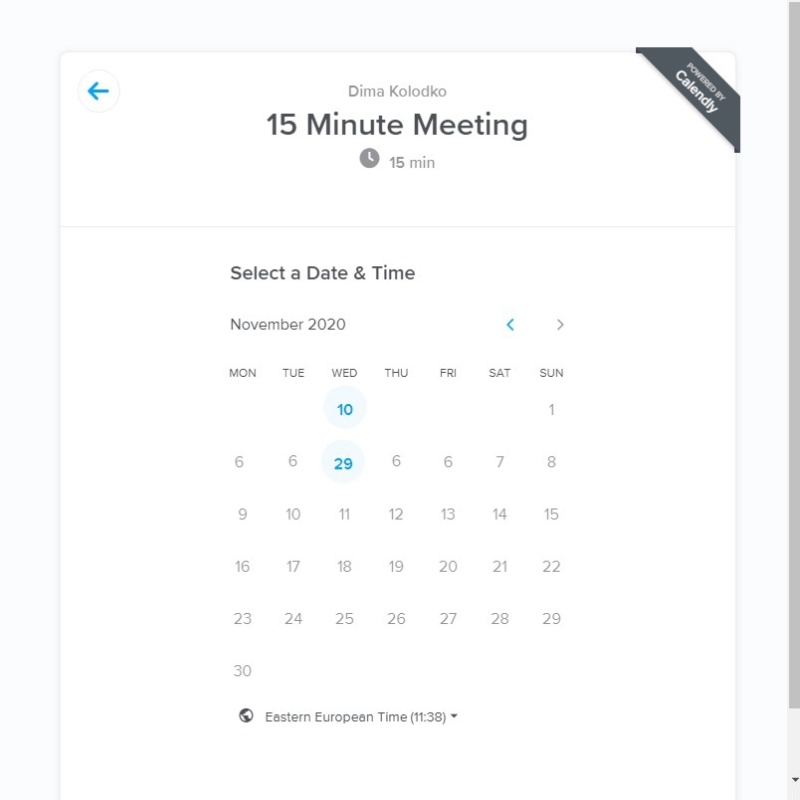 Dima Kolodko
POWERED BY
Calendly
15 Minute Meeting
15 min
Select a Date & Time
November 2020
MON TUE WED THU FRI SAT SUN
10 1
6 6 29 6 6 7 8
9 10 11 12 13 14 15
16 17 18 19 20 21 22
23 24 25 26 27 28 29
30
Eastern European Time (11:38)